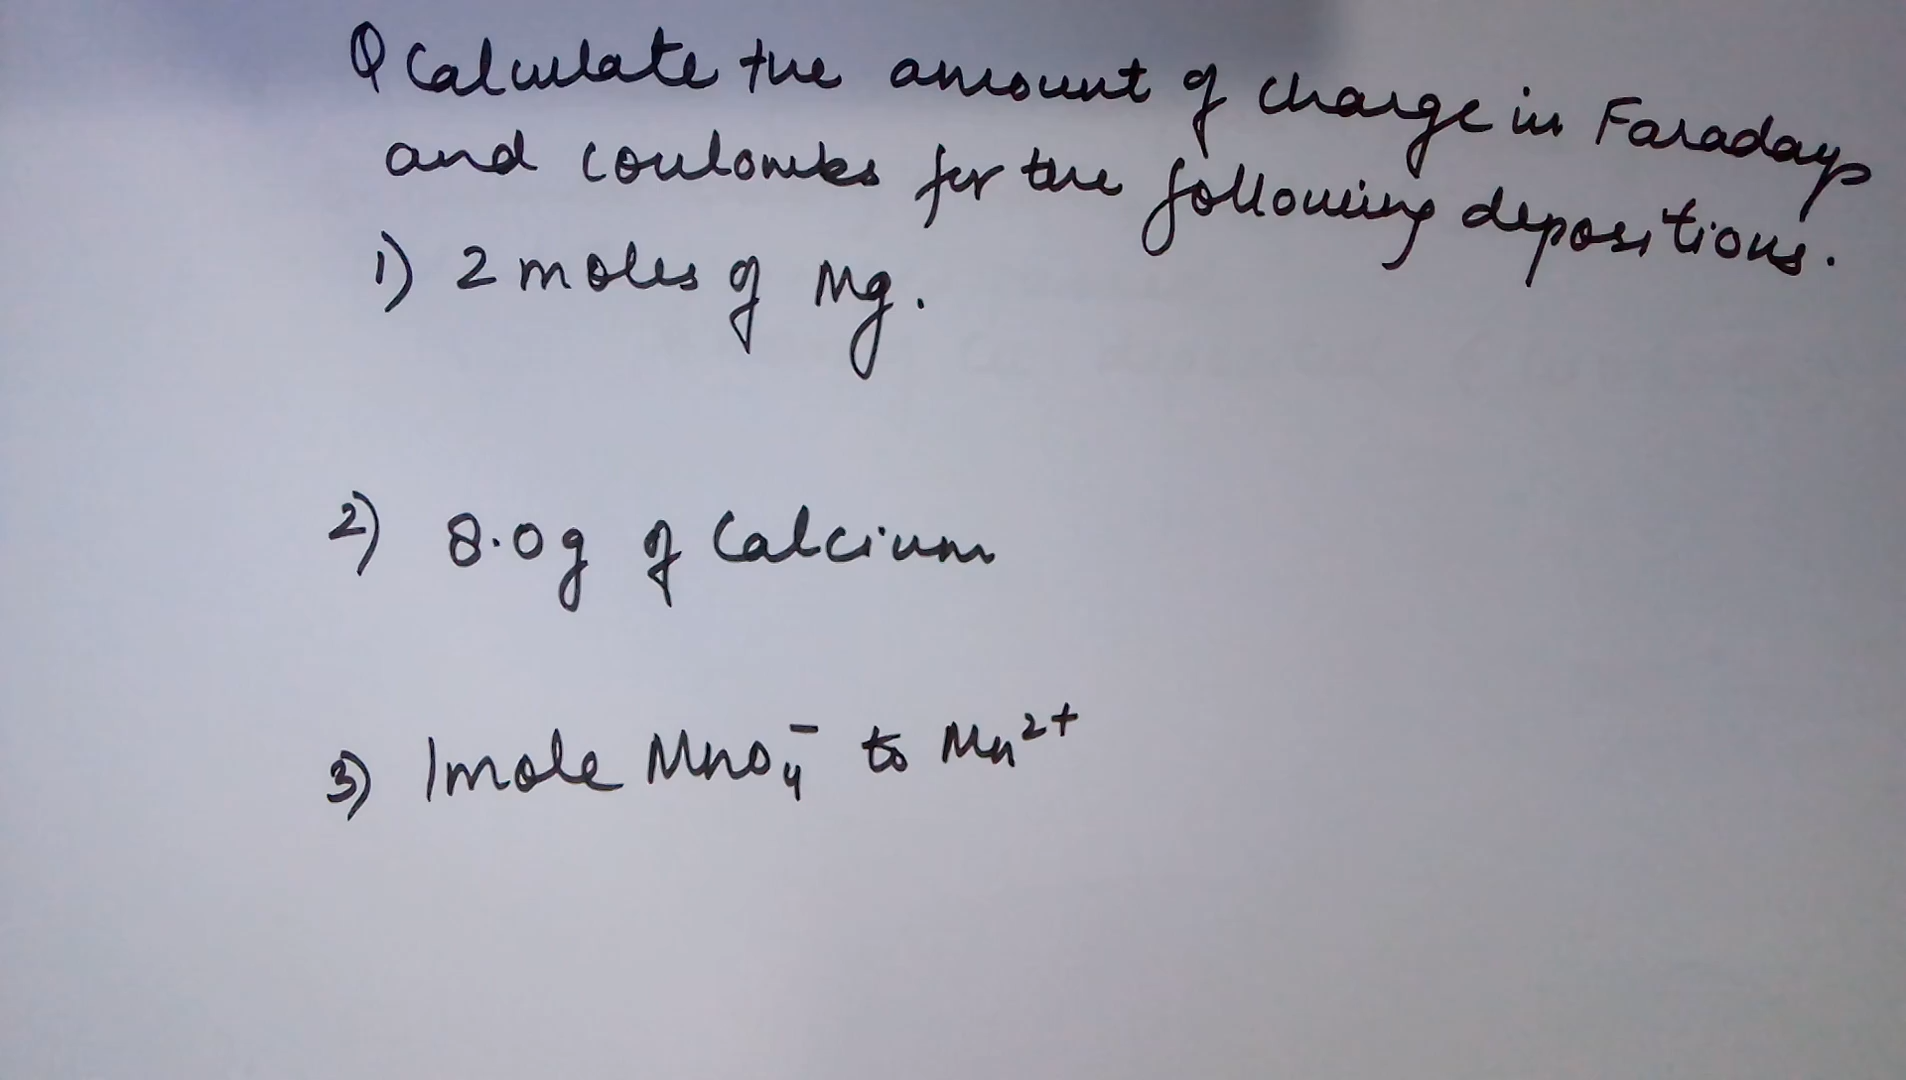 Q Calculate the amount of charge in Faradays
and coulombs for the following depositions.
1) 2 moles of Mg.
2) 8.0g of Calcium
3) 1mole MnO₄⁻ to Mn²⁺